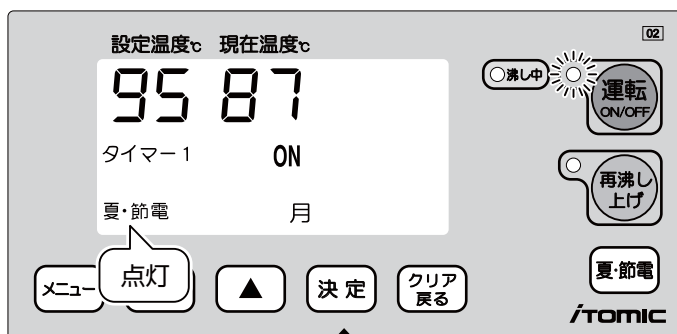 02
設定温度℃ 現在温度℃
95 87
沸し中
運転
ON/OFF
タイマー1 ON
再沸し
上げ
夏・節電 月
点灯
メニュー
▲
決定
クリア
戻る
夏・節電
iTOMIC